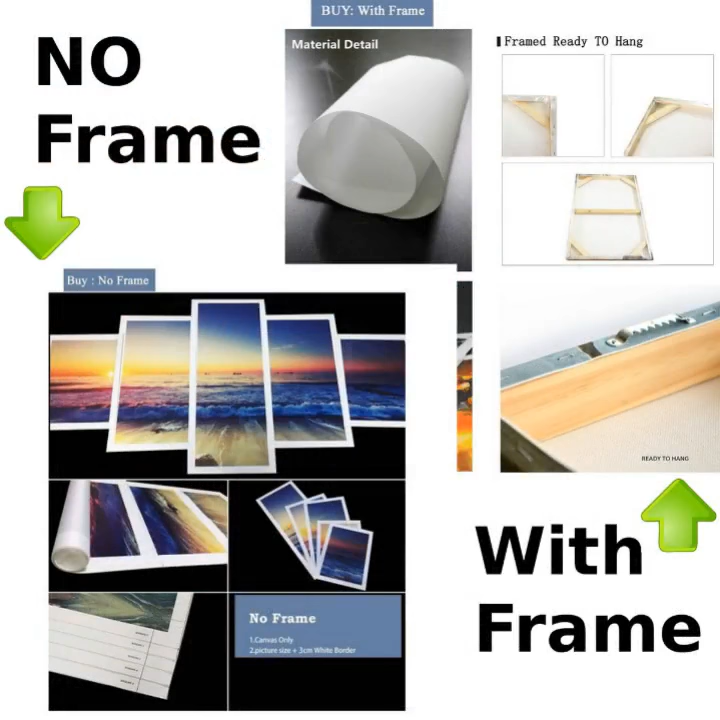 BUY: With Frame
NO
Frame
Material Detail
Framed Ready TO Hang
Buy : No Frame
READY TO HANG
With
Frame
No Frame
1.Canvas Only
2.picture size + 3cm White Border